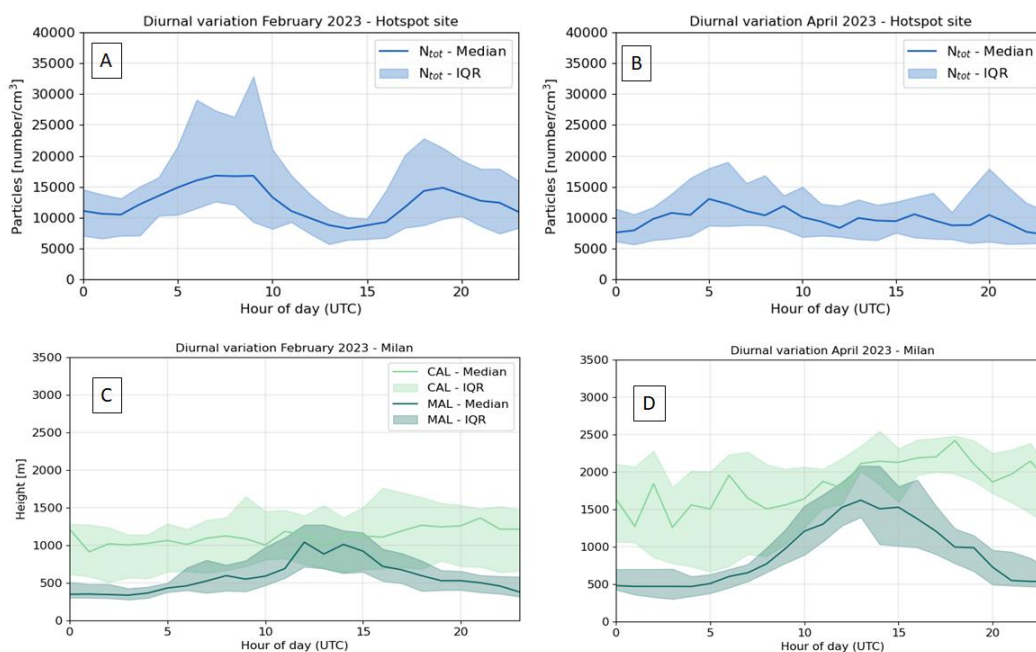 Diurnal variation February 2023 - Hotspot site
40000
35000
30000
25000
20000
15000
10000
5000
0
Particles [number/cm³]
A
N_tot - Median
N_tot - IQR
0 5 10 15 20
Hour of day (UTC)
Diurnal variation April 2023 - Hotspot site
40000
35000
30000
25000
20000
15000
10000
5000
0
Particles [number/cm³]
B
N_tot - Median
N_tot - IQR
0 5 10 15 20
Hour of day (UTC)
Diurnal variation February 2023 - Milan
3500
3000
2500
2000
1500
1000
500
0
Height [m]
C
CAL - Median
CAL - IQR
MAL - Median
MAL - IQR
0 5 10 15 20
Hour of day (UTC)
Diurnal variation April 2023 - Milan
3500
3000
2500
2000
1500
1000
500
0
D
0 5 10 15 20
Hour of day (UTC)